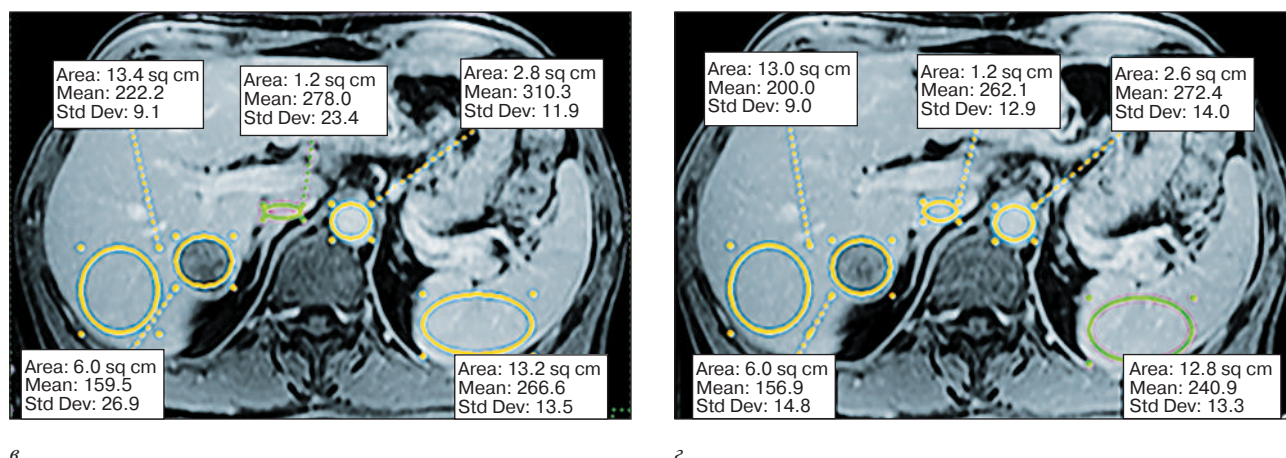 Area: 13.4 sq cm
Mean: 222.2
Std Dev: 9.1
Area: 1.2 sq cm
Mean: 278.0
Std Dev: 23.4
Area: 2.8 sq cm
Mean: 310.3
Std Dev: 11.9
Area: 6.0 sq cm
Mean: 159.5
Std Dev: 26.9
Area: 13.2 sq cm
Mean: 266.6
Std Dev: 13.5
в
Area: 13.0 sq cm
Mean: 200.0
Std Dev: 9.0
Area: 1.2 sq cm
Mean: 262.1
Std Dev: 12.9
Area: 2.6 sq cm
Mean: 272.4
Std Dev: 14.0
Area: 6.0 sq cm
Mean: 156.9
Std Dev: 14.8
Area: 12.8 sq cm
Mean: 240.9
Std Dev: 13.3
г